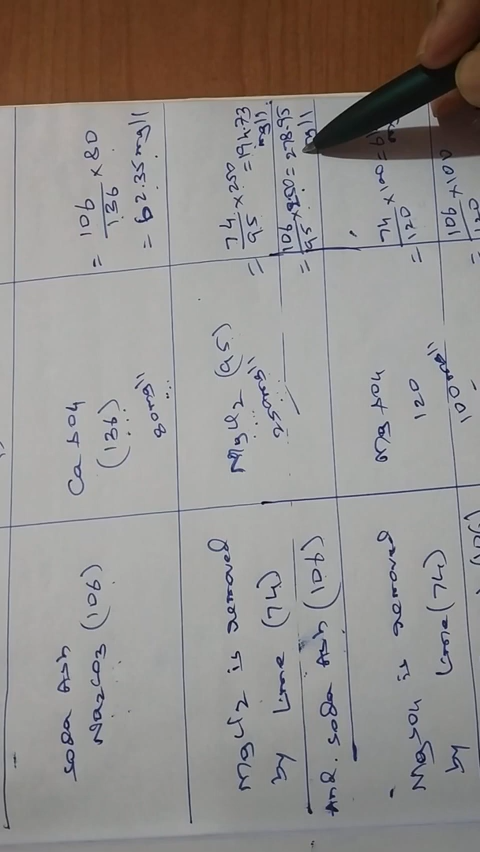 Soda Ash
Na2CO3 (106)
CaSO4
(136)
80mg/l
= 106/136 × 80
= 62.35mg/l
MgCl2 is removed
by Lime (74)
And. Soda Ash (106)
MgCl2 (95)
250mg/l
= 74/95 × 250
= 194.73
mg/l
= 106/95 × 250 = 278.95
mg/l
MgSO4 is removed
by Lime (74)
MgSO4
120
100mg/l
= 74/120 × 100 = 61
= 106/120 × 100